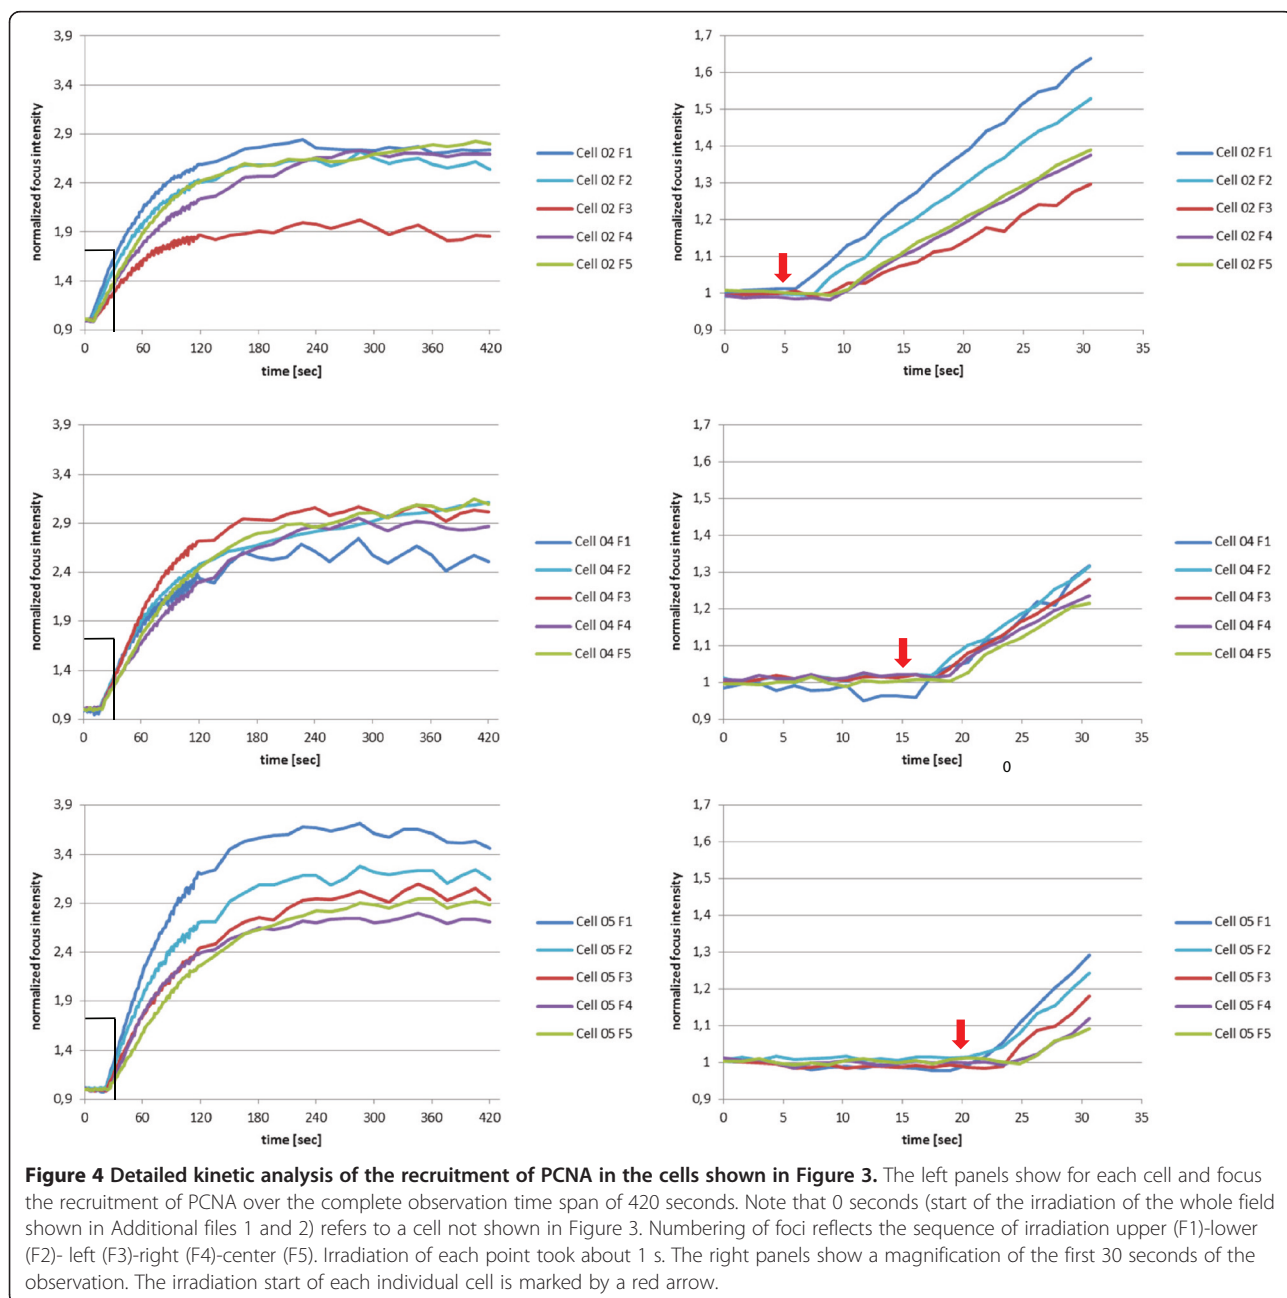 normalized focus intensity
3,9
3,4
2,9
2,4
1,9
1,4
0,9
0 60 120 180 240 300 360 420
time [sec]
Cell 02 F1
Cell 02 F2
Cell 02 F3
Cell 02 F4
Cell 02 F5
normalized focus intensity
1,7
1,6
1,5
1,4
1,3
1,2
1,1
1
0,9
0 5 10 15 20 25 30 35
time [sec]
Cell 02 F1
Cell 02 F2
Cell 02 F3
Cell 02 F4
Cell 02 F5
normalized focus intensity
3,9
3,4
2,9
2,4
1,9
1,4
0,9
0 60 120 180 240 300 360 420
time [sec]
Cell 04 F1
Cell 04 F2
Cell 04 F3
Cell 04 F4
Cell 04 F5
normalized focus intensity
1,7
1,6
1,5
1,4
1,3
1,2
1,1
1
0,9
0 5 10 15 20 25 30 35
time [sec]
0
Cell 04 F1
Cell 04 F2
Cell 04 F3
Cell 04 F4
Cell 04 F5
normalized focus intensity
3,9
3,4
2,9
2,4
1,9
1,4
0,9
0 60 120 180 240 300 360 420
time [sec]
Cell 05 F1
Cell 05 F2
Cell 05 F3
Cell 05 F4
Cell 05 F5
normalized focus intensity
1,7
1,6
1,5
1,4
1,3
1,2
1,1
1
0,9
0 5 10 15 20 25 30 35
time [sec]
Cell 05 F1
Cell 05 F2
Cell 05 F3
Cell 05 F4
Cell 05 F5
Figure 4 Detailed kinetic analysis of the recruitment of PCNA in the cells shown in Figure 3. The left panels show for each cell and focus
the recruitment of PCNA over the complete observation time span of 420 seconds. Note that 0 seconds (start of the irradiation of the whole field
shown in Additional files 1 and 2) refers to a cell not shown in Figure 3. Numbering of foci reflects the sequence of irradiation upper (F1)-lower
(F2)- left (F3)-right (F4)-center (F5). Irradiation of each point took about 1 s. The right panels show a magnification of the first 30 seconds of the
observation. The irradiation start of each individual cell is marked by a red arrow.